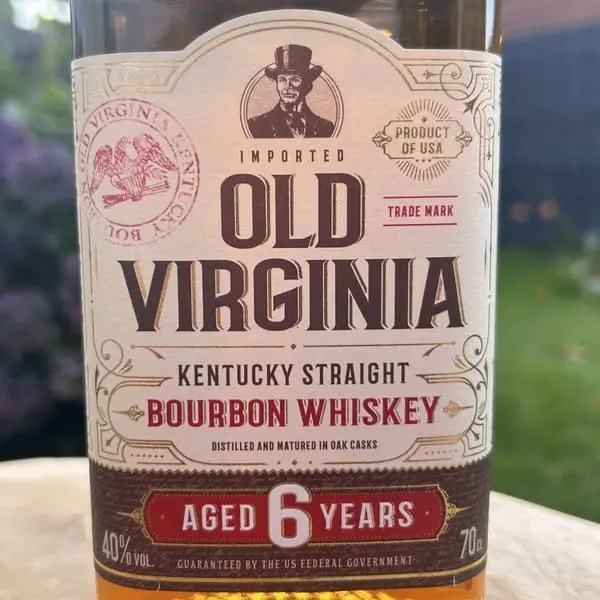 OLD VIRGINIA KENTUCKY BOURBON
IMPORTED
PRODUCT
OF USA
OLD
TRADE MARK
VIRGINIA
KENTUCKY STRAIGHT
BOURBON WHISKEY
DISTILLED AND MATURED IN OAK CASKS
AGED 6 YEARS
40% VOL.
70cl
GUARANTEED BY THE US FEDERAL GOVERNMENT